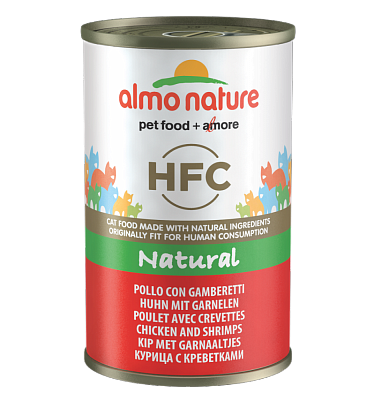 almo nature
pet food + almore
HFC
CAT FOOD MADE WITH NATURAL INGREDIENTS
ORIGINALLY FIT FOR HUMAN CONSUMPTION
Natural
POLLO CON GAMBERETTI
HUHN MIT GARNELEN
POULET AVEC CREVETTES
CHICKEN AND SHRIMPS
KIP MET GARNAALTJES
КУРИЦА С КРЕВЕТКАМИ